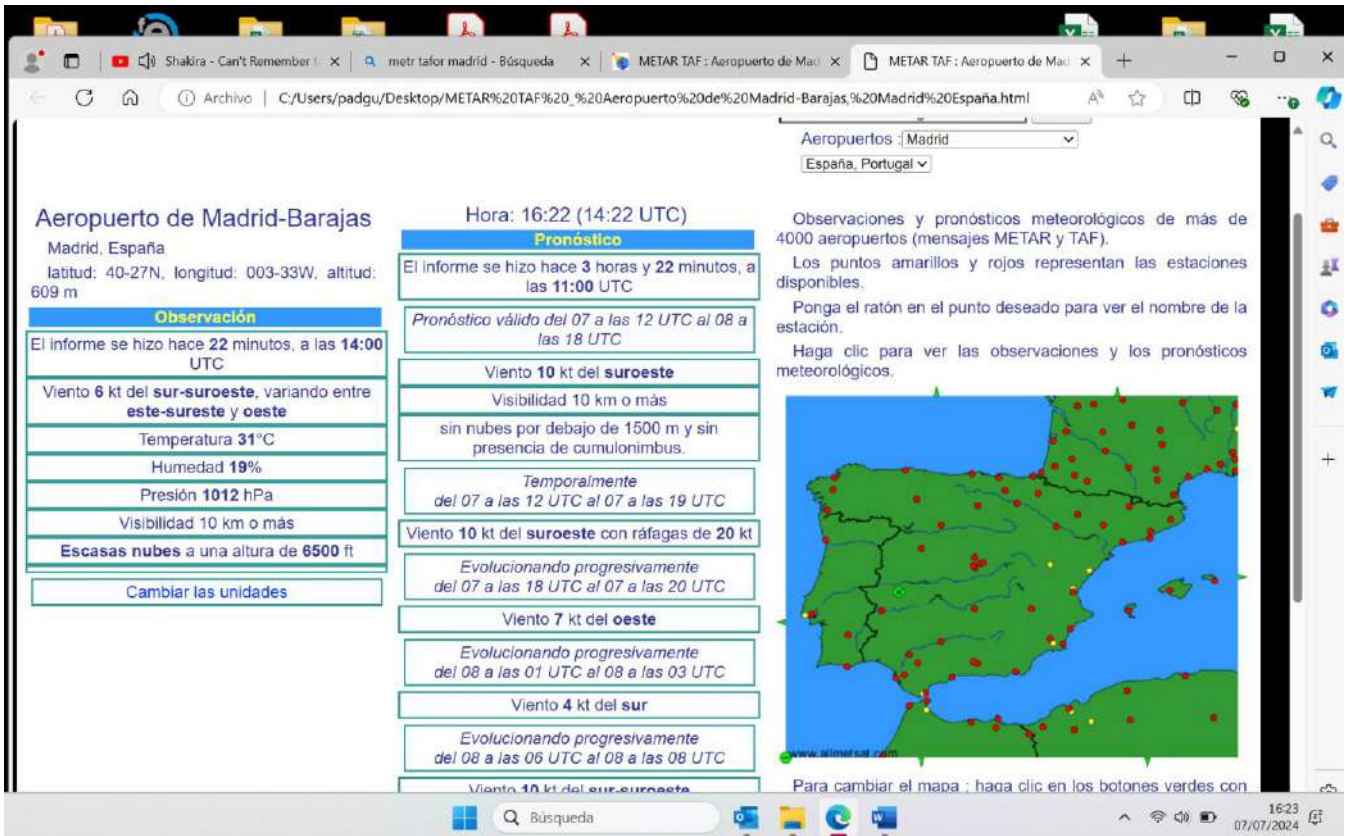 Shakira - Can't Remember t
metr tafor madrid - Búsqueda
METAR TAF : Aeropuerto de Mad
METAR TAF : Aeropuerto de Mad
Archivo
C:/Users/padgu/Desktop/METAR%20TAF%20_%20Aeropuerto%20de%20Madrid-Barajas,%20Madrid%20España.html
Aeropuertos : Madrid
España, Portugal
Aeropuerto de Madrid-Barajas
Madrid, España
latitud: 40-27N, longitud: 003-33W, altitud:
609 m
Observación
El informe se hizo hace 22 minutos, a las 14:00
UTC
Viento 6 kt del sur-suroeste, variando entre
este-sureste y oeste
Temperatura 31°C
Humedad 19%
Presión 1012 hPa
Visibilidad 10 km o más
Escasas nubes a una altura de 6500 ft
Cambiar las unidades
Hora: 16:22 (14:22 UTC)
Pronóstico
El informe se hizo hace 3 horas y 22 minutos, a
las 11:00 UTC
Pronóstico válido del 07 a las 12 UTC al 08 a
las 18 UTC
Viento 10 kt del suroeste
Visibilidad 10 km o más
sin nubes por debajo de 1500 m y sin
presencia de cumulonimbus.
Temporalmente
del 07 a las 12 UTC al 07 a las 19 UTC
Viento 10 kt del suroeste con ráfagas de 20 kt
Evolucionando progresivamente
del 07 a las 18 UTC al 07 a las 20 UTC
Viento 7 kt del oeste
Evolucionando progresivamente
del 08 a las 01 UTC al 08 a las 03 UTC
Viento 4 kt del sur
Evolucionando progresivamente
del 08 a las 06 UTC al 08 a las 08 UTC
Viento 10 kt del sur-suroeste
Observaciones y pronósticos meteorológicos de más de
4000 aeropuertos (mensajes METAR y TAF).
Los puntos amarillos y rojos representan las estaciones
disponibles.
Ponga el ratón en el punto deseado para ver el nombre de la
estación.
Haga clic para ver las observaciones y los pronósticos
meteorológicos.
www.allmetsat.com
Para cambiar el mapa : haga clic en los botones verdes con
Búsqueda
16:23
07/07/2024